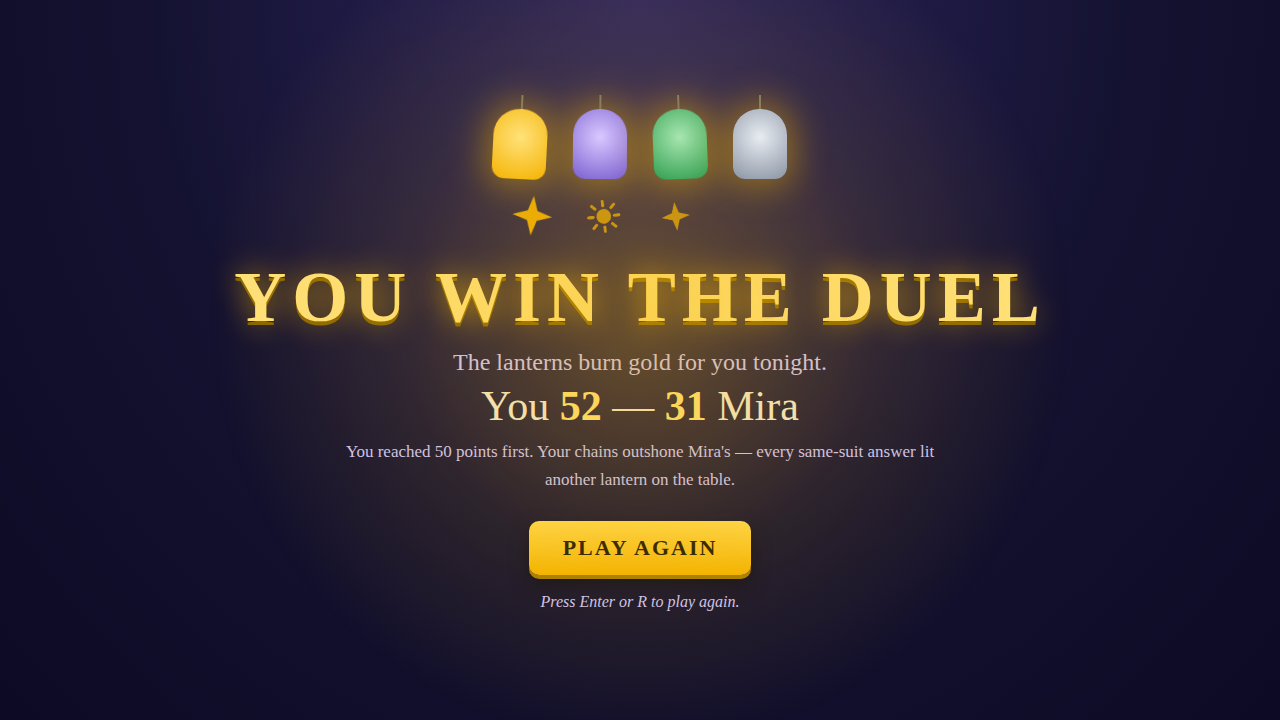 YOU WIN THE DUEL
The lanterns burn gold for you tonight.
You 52 — 31 Mira
You reached 50 points first. Your chains outshone Mira's — every same-suit answer lit
another lantern on the table.
PLAY AGAIN
Press Enter or R to play again.